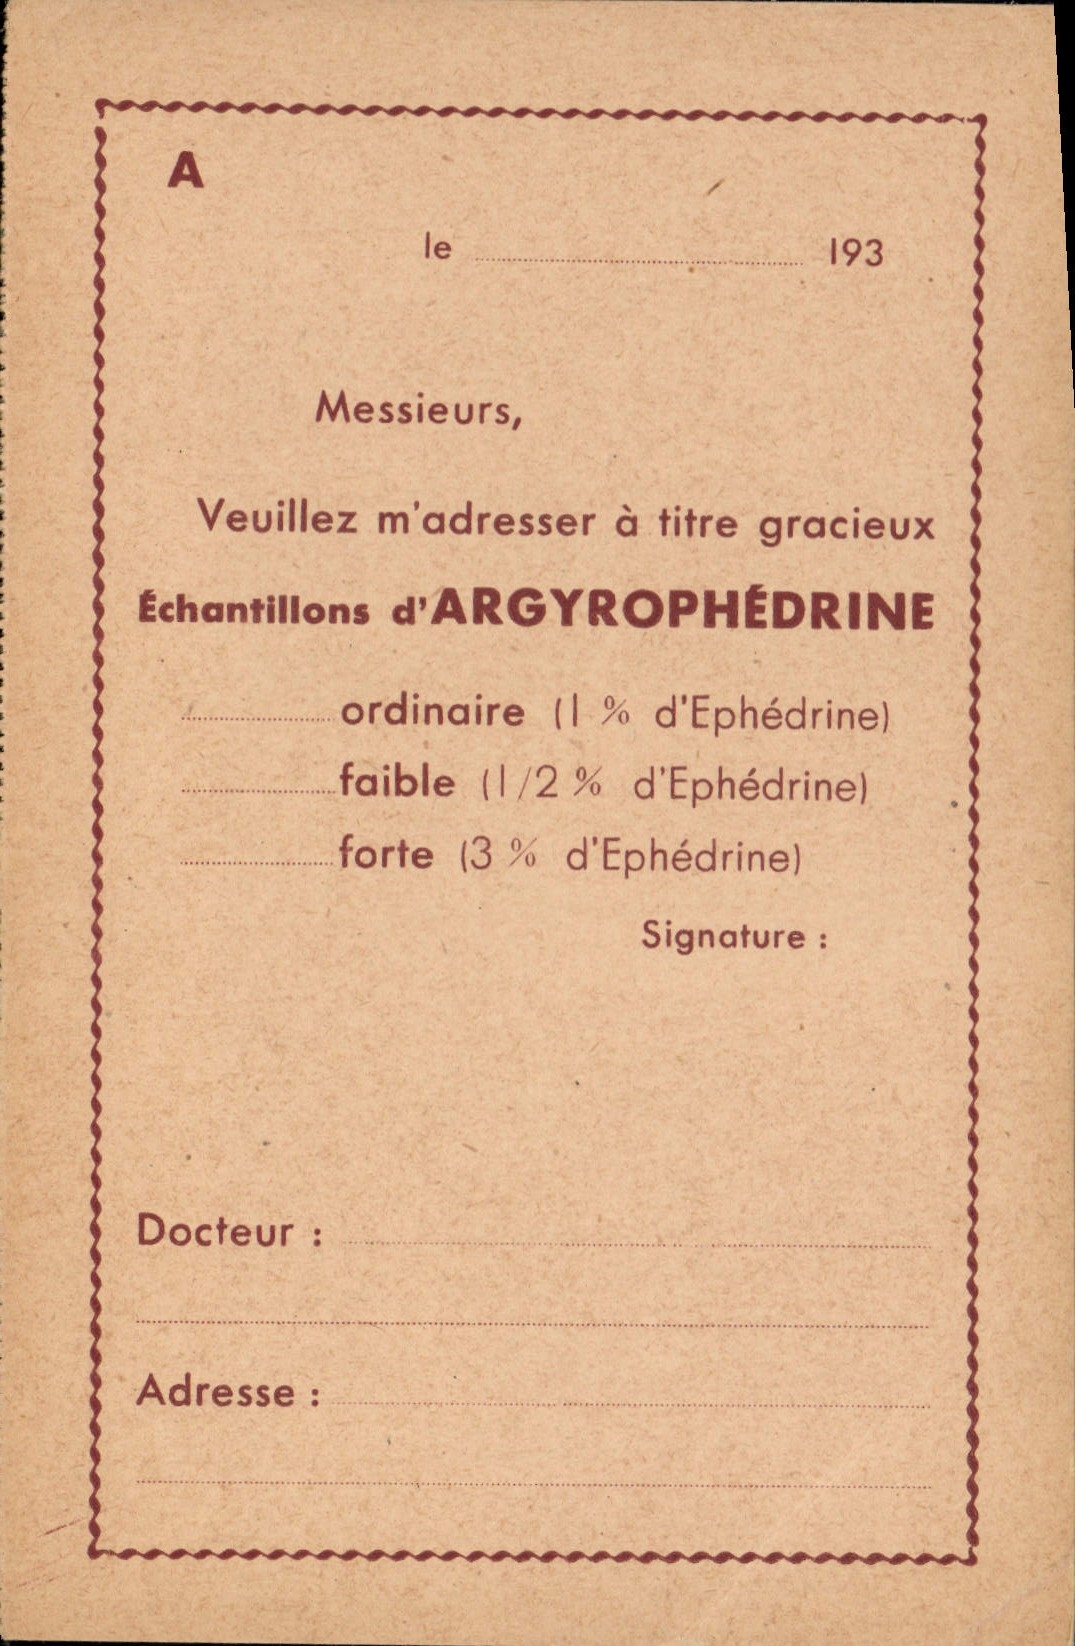 A
le ........................ 193
Messieurs,
Veuillez m'adresser à titre gracieux
Échantillons d'ARGYROPHÉDRINE
............ordinaire (1 % d'Ephédrine)
............faible (1/2 % d'Ephédrine)
............forte (3 % d'Ephédrine)
Signature :
Docteur :
Adresse :